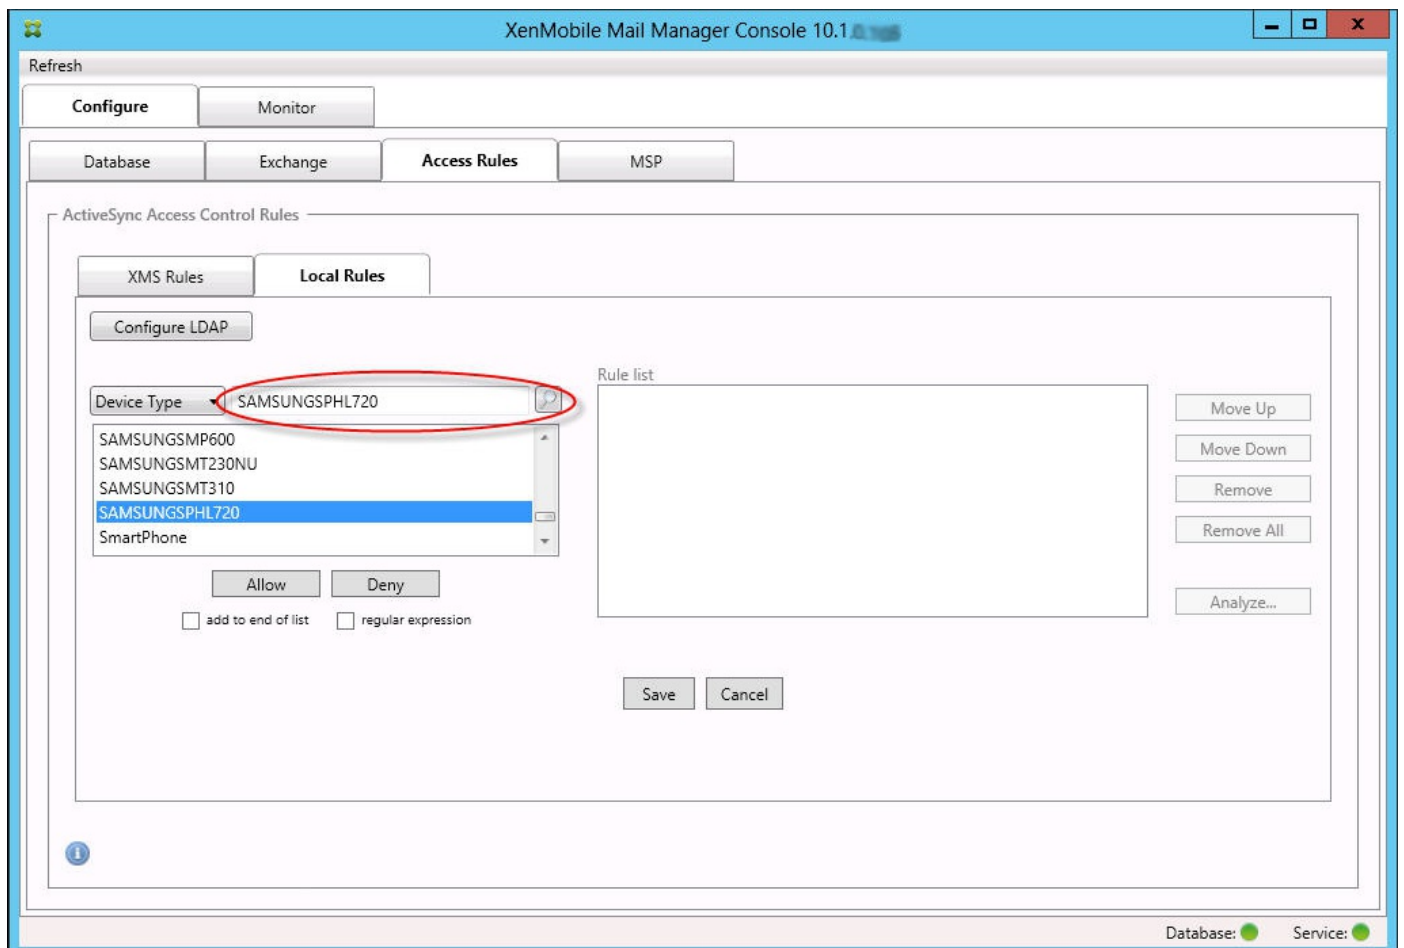 XenMobile Mail Manager Console 10.1
Refresh
Configure Monitor
Database Exchange Access Rules MSP
ActiveSync Access Control Rules
XMS Rules Local Rules
Configure LDAP
Rule list
Device Type SAMSUNGSPHL720
SAMSUNGSMP600
SAMSUNGSMT230NU
SAMSUNGSMT310
SAMSUNGSPHL720
SmartPhone
Move Up
Move Down
Remove
Remove All
Analyze...
Allow Deny
add to end of list regular expression
Save Cancel
Database: Service: